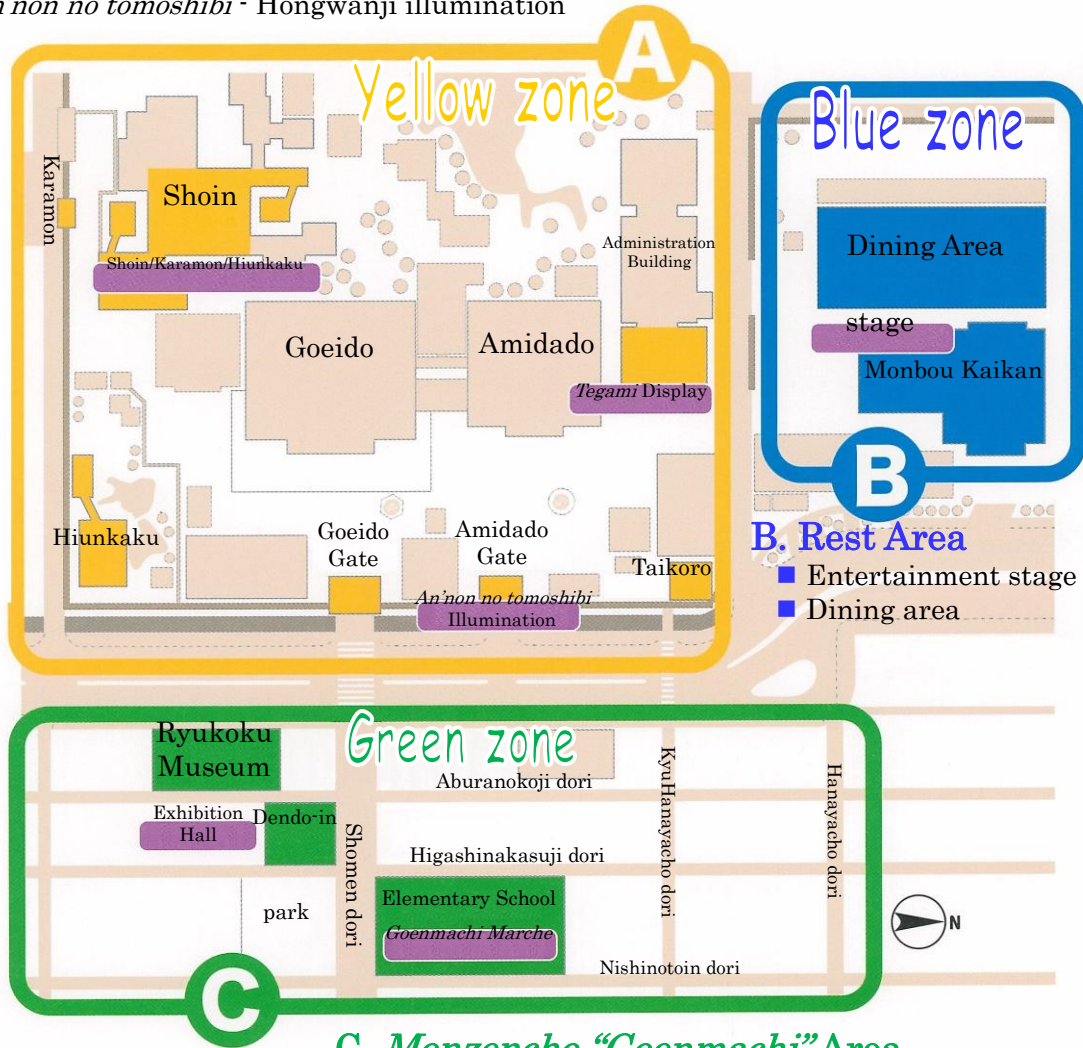 no tomoshibi - Hongwanji illumination
A
Yellow zone
Blue zone
Karamon
Shoin
Shoin/Karamon/Hiunkaku
Administration
Building
Dining Area
Goeido
Amidado
stage
Monbou Kaikan
Tegami Display
B
Hiunkaku
Goeido
Gate
Amidado
Gate
Taikoro
An'non no tomoshibi
Illumination
B. Rest Area
■ Entertainment stage
■ Dining area
Ryukoku
Museum
Green zone
Aburanokoji dori
KyuHanayacho dori
Hanayacho dori
Exhibition
Hall
Dendo-in
Shomen dori
Higashinakasuji dori
park
Elementary School
Goenmachi Marche
N
Nishinotoin dori
C
C. Monzencho "Goenmachi" Area